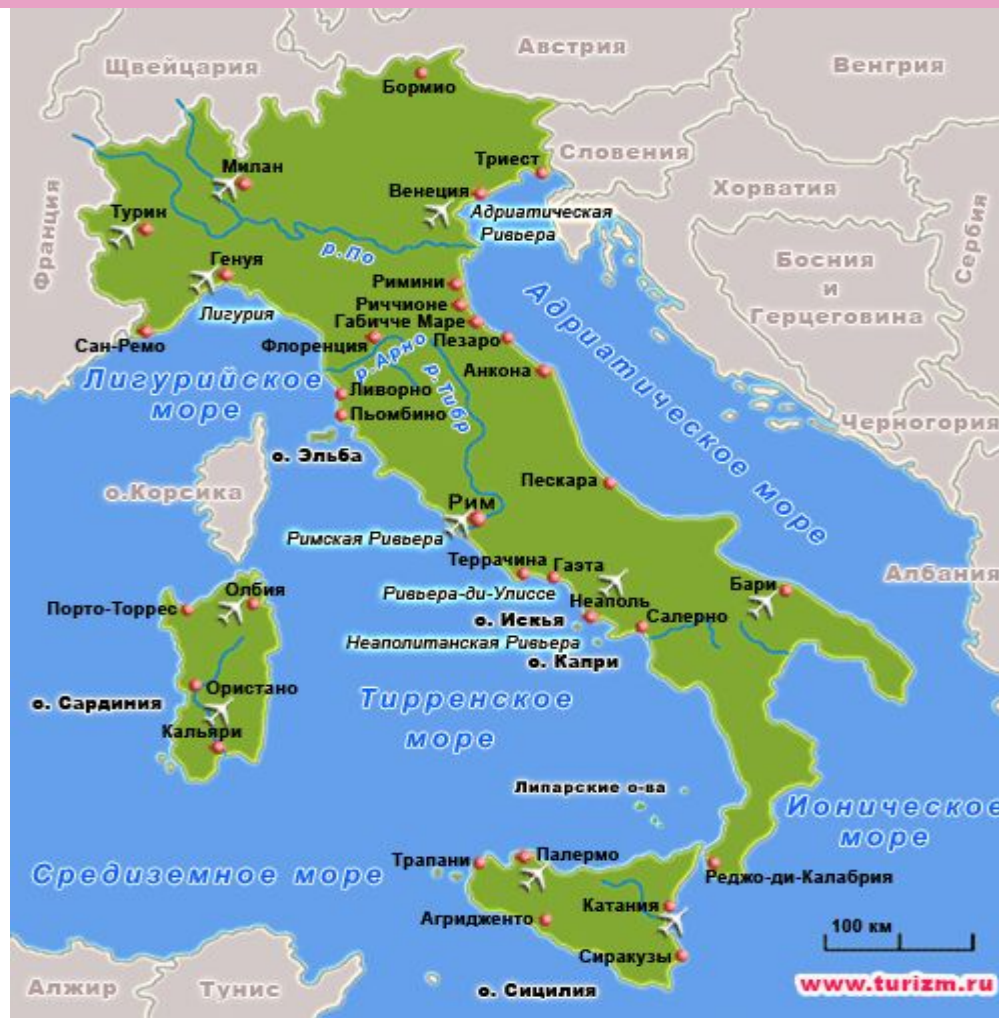 Австрия
Щвейцария
Венгрия
Бормио
Словения
Триест
Милан
Хорватия
Венеция
Франция
Сербия
Турин
Адриатическая
Ривьера
р.По
Генуя
Босния
и
Герцеговина
Римини
Риччионе
Лигурия
Габичче Маре
Сан-Ремо
Флоренция
Пезаро
р.Арно
р.Тибр
Анкона
Адриатическое море
Лигурийское
море
Ливорно
Пьомбино
Черногория
о. Эльба
о.Корсика
Пескара
Рим
Римская Ривьера
Террачина
Гаэта
Албания
Бари
Олбия
Порто-Торрес
Ривьера-ди-Улиссе
Неаполь
о. Искья
Салерно
Неаполитанская Ривьера
о. Капри
Ористано
о. Сардиния
Тирренское
море
Кальяри
Липарские о-ва
Ионическое
море
Трапани
Палермо
Средиземное море
Реджо-ди-Калабрия
Агридженто
Катания
100 км
Сиракузы
Алжир
Тунис
о. Сицилия
www.turizm.ru